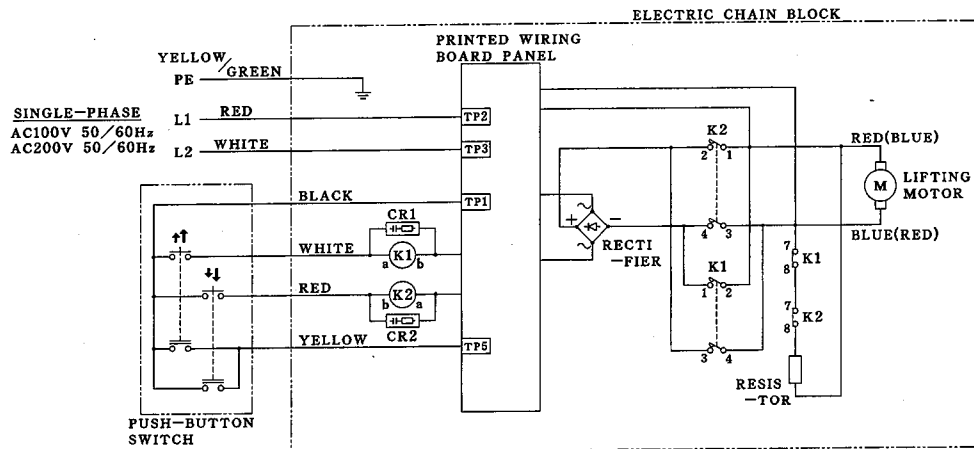 ELECTRIC CHAIN BLOCK
PRINTED WIRING
BOARD PANEL
YELLOW/
GREEN
PE
SINGLE-PHASE
AC100V 50/60Hz
AC200V 50/60Hz
L1
RED
TP2
L2
WHITE
TP3
BLACK
TP1
CR1
WHITE
K1
a
b
RED
K2
b
a
CR2
YELLOW
TP5
PUSH-BUTTON
SWITCH
+
-
RECTI
-FIER
K2
2
1
4
3
K1
1
2
3
4
RED(BLUE)
M
LIFTING
MOTOR
BLUE(RED)
7
8
K1
7
8
K2
RESIS
-TOR